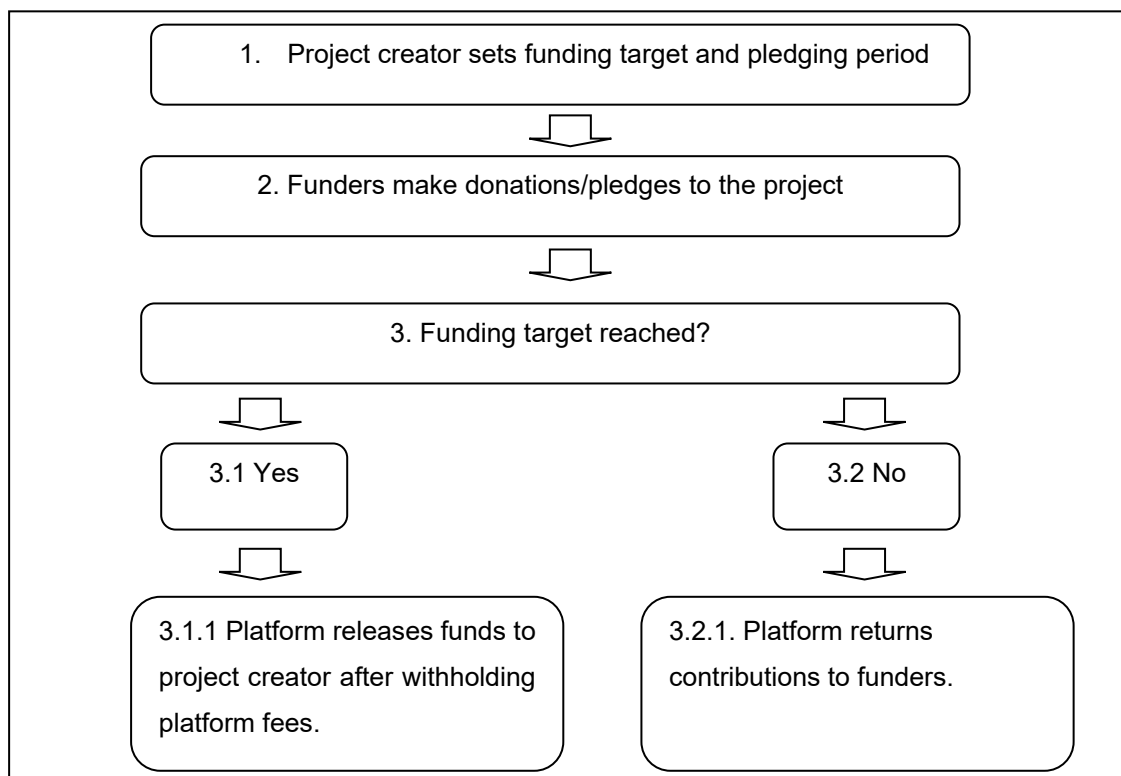 1. Project creator sets funding target and pledging period
2. Funders make donations/pledges to the project
3. Funding target reached?
3.1 Yes
3.2 No
3.1.1 Platform releases funds to
project creator after withholding
platform fees.
3.2.1. Platform returns
contributions to funders.